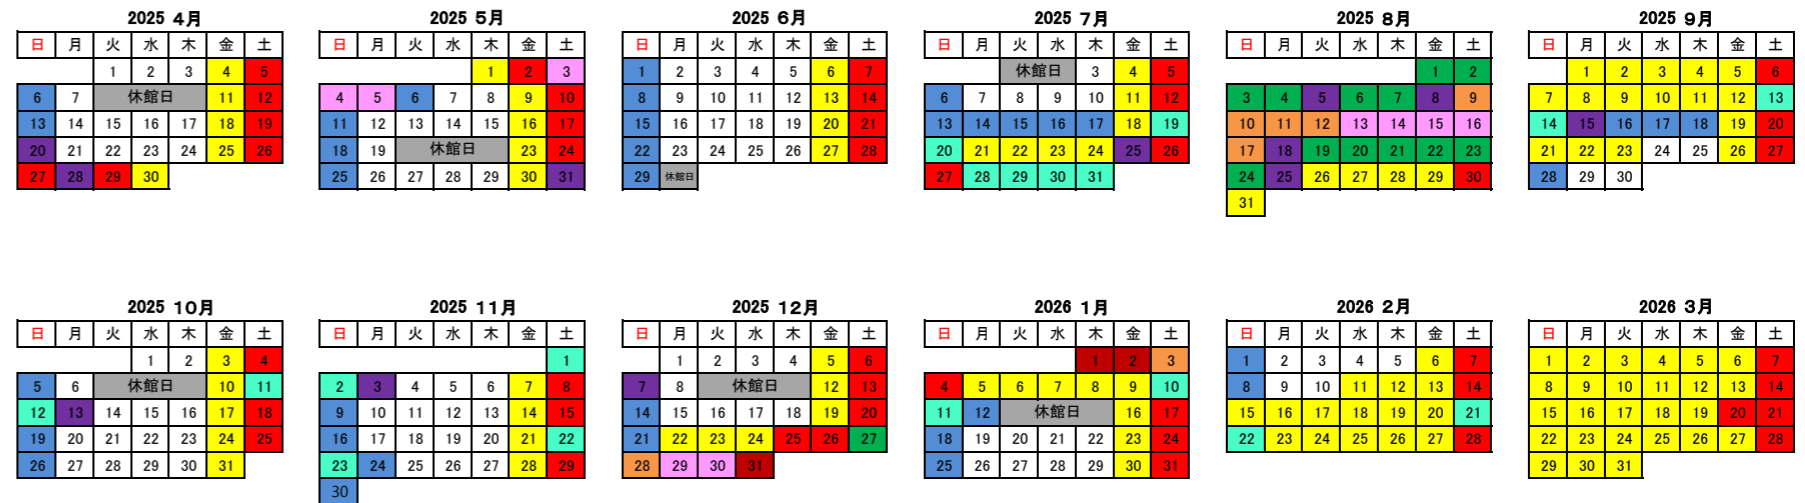 2025 4月
日 月 火 水 木 金 土
1 2 3 4 5
6 7 休館日 11 12
13 14 15 16 17 18 19
20 21 22 23 24 25 26
27 28 29 30
2025 5月
日 月 火 水 木 金 土
1 2 3
4 5 6 7 8 9 10
11 12 13 14 15 16 17
18 19 休館日 23 24
25 26 27 28 29 30 31
2025 6月
日 月 火 水 木 金 土
1 2 3 4 5 6 7
8 9 10 11 12 13 14
15 16 17 18 19 20 21
22 23 24 25 26 27 28
29 休館日
2025 7月
日 月 火 水 木 金 土
休館日 3 4 5
6 7 8 9 10 11 12
13 14 15 16 17 18 19
20 21 22 23 24 25 26
27 28 29 30 31
2025 8月
日 月 火 水 木 金 土
1 2
3 4 5 6 7 8 9
10 11 12 13 14 15 16
17 18 19 20 21 22 23
24 25 26 27 28 29 30
31
2025 9月
日 月 火 水 木 金 土
1 2 3 4 5 6
7 8 9 10 11 12 13
14 15 16 17 18 19 20
21 22 23 24 25 26 27
28 29 30
2025 10月
日 月 火 水 木 金 土
1 2 3 4
5 6 休館日 10 11
12 13 14 15 16 17 18
19 20 21 22 23 24 25
26 27 28 29 30 31
2025 11月
日 月 火 水 木 金 土
1
2 3 4 5 6 7 8
9 10 11 12 13 14 15
16 17 18 19 20 21 22
23 24 25 26 27 28 29
30
2025 12月
日 月 火 水 木 金 土
1 2 3 4 5 6
7 8 休館日 12 13
14 15 16 17 18 19 20
21 22 23 24 25 26 27
28 29 30 31
2026 1月
日 月 火 水 木 金 土
1 2 3
4 5 6 7 8 9 10
11 12 休館日 16 17
18 19 20 21 22 23 24
25 26 27 28 29 30 31
2026 2月
日 月 火 水 木 金 土
1 2 3 4 5 6 7
8 9 10 11 12 13 14
15 16 17 18 19 20 21
22 23 24 25 26 27 28
2026 3月
日 月 火 水 木 金 土
1 2 3 4 5 6 7
8 9 10 11 12 13 14
15 16 17 18 19 20 21
22 23 24 25 26 27 28
29 30 31